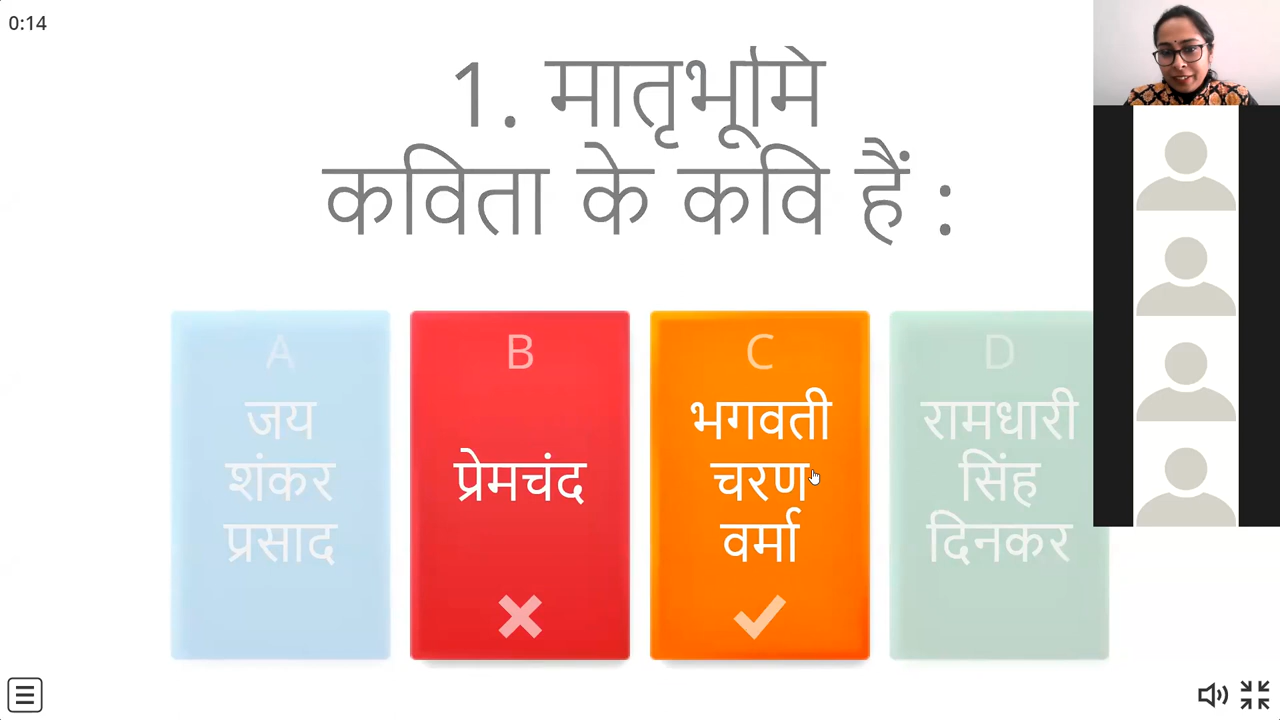 0:14
1. मातृभूमि
कविता के कवि हैं :
A
जय
शंकर
प्रसाद
B
प्रेमचंद
C
भगवती
चरण
वर्मा
D
रामधारी
सिंह
दिनकर